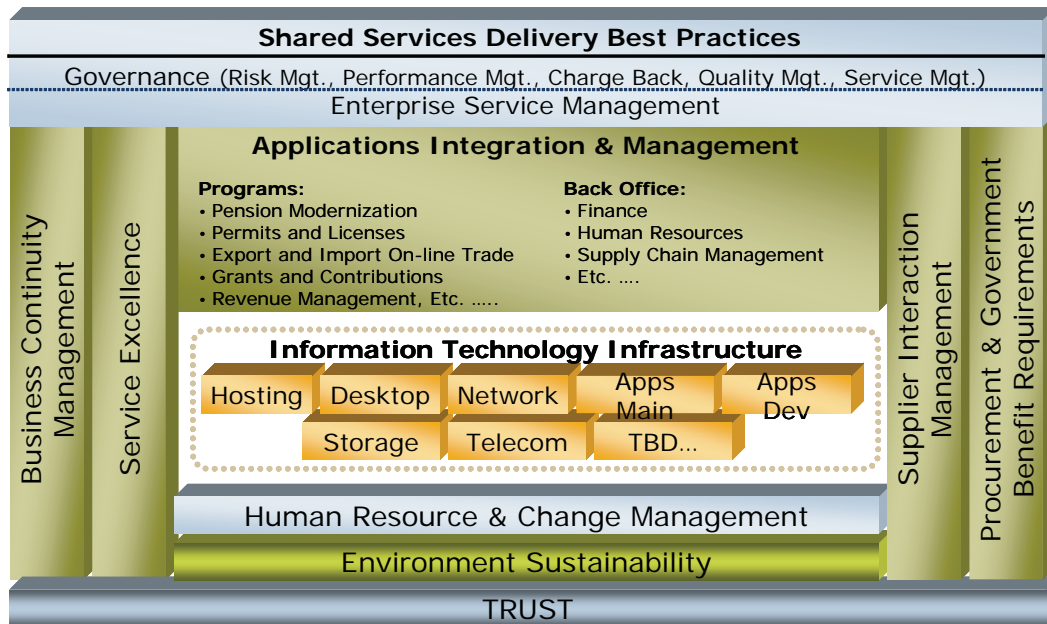 Shared Services Delivery Best Practices
Governance (Risk Mgt., Performance Mgt., Charge Back, Quality Mgt., Service Mgt.)
Enterprise Service Management
Business Continuity
Management
Service Excellence
Applications Integration & Management
Programs:
• Pension Modernization
• Permits and Licenses
• Export and Import On-line Trade
• Grants and Contributions
• Revenue Management, Etc. .....
Back Office:
• Finance
• Human Resources
• Supply Chain Management
• Etc. ....
Information Technology Infrastructure
Hosting
Desktop
Network
Apps
Main
Apps
Dev
Storage
Telecom
TBD...
Supplier Interaction
Management
Procurement & Government
Benefit Requirements
Human Resource & Change Management
Environment Sustainability
TRUST